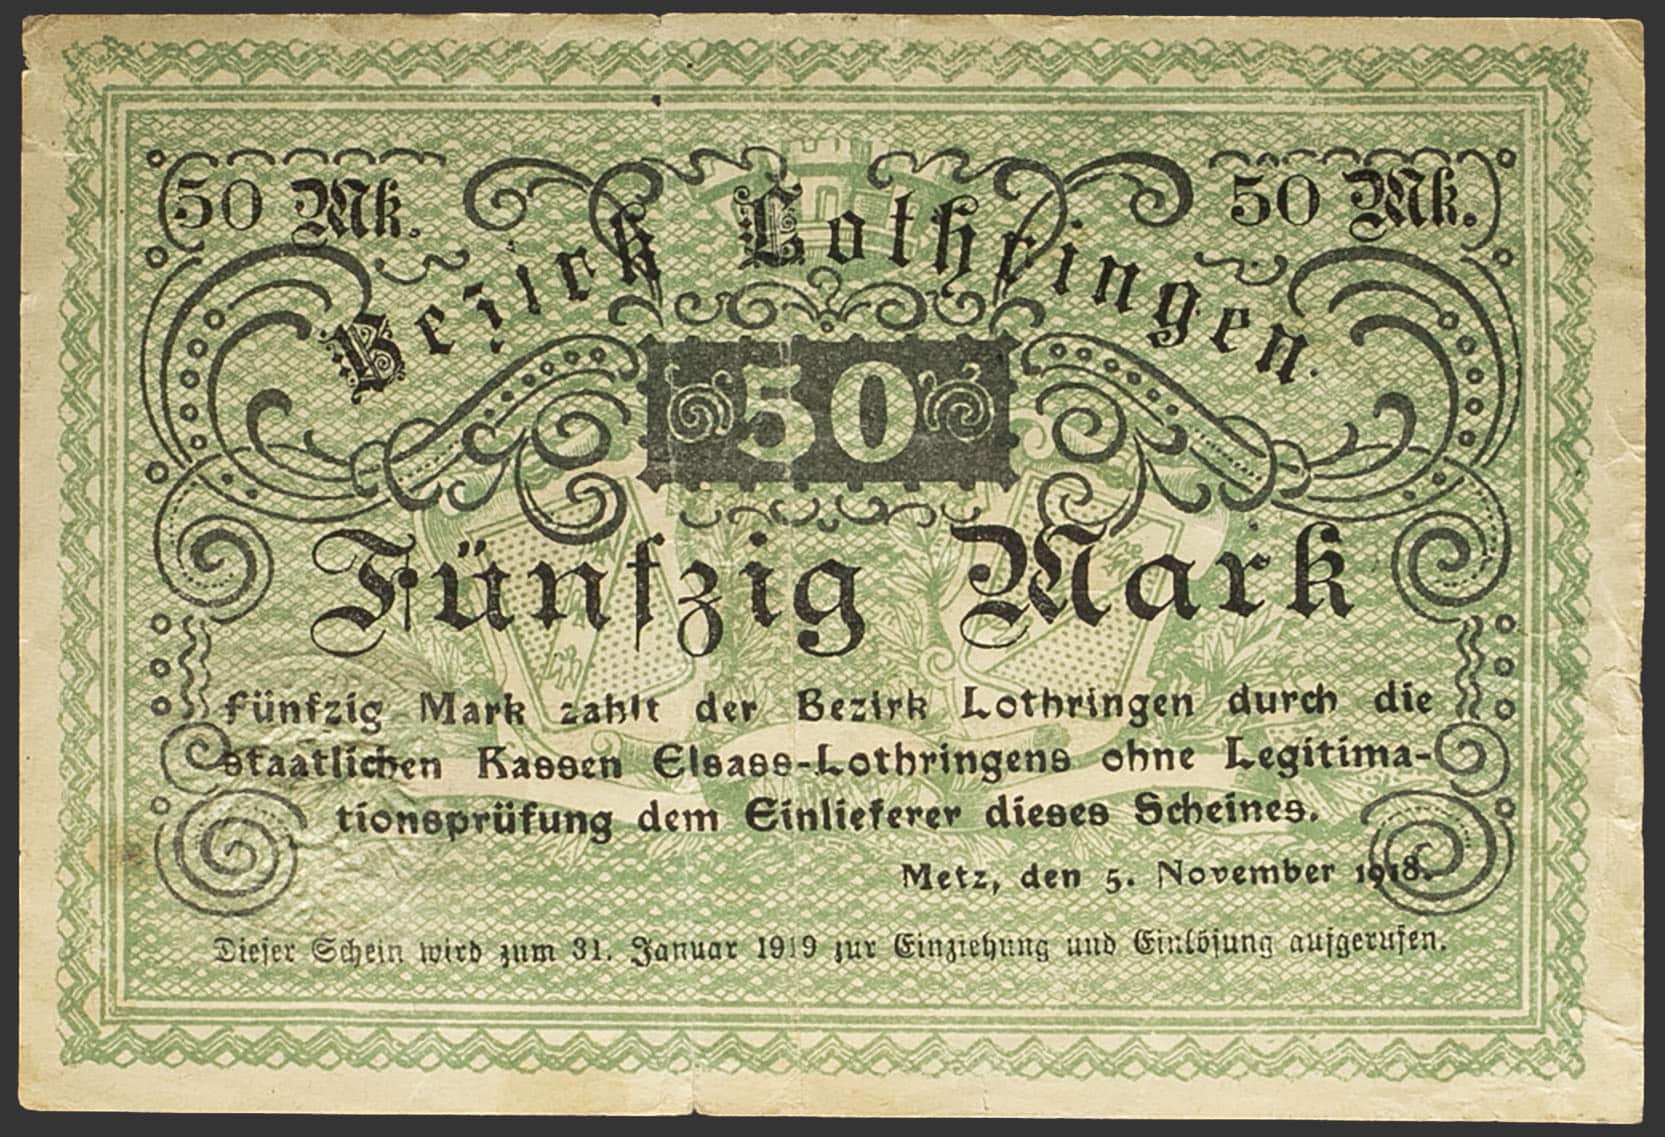 50 Mk.
50 Mk.
Bezirk Lothringen.
50
Fünfzig Mark
Fünfzig Mark zahlt der Bezirk Lothringen durch die
staatlichen Kassen Elsass-Lothringens ohne Legitima-
tionsprüfung dem Einlieferer dieses Scheines.
Metz, den 5. November 1918.
Dieser Schein wird zum 31. Januar 1919 zur Einziehung und Einlösung aufgerufen.